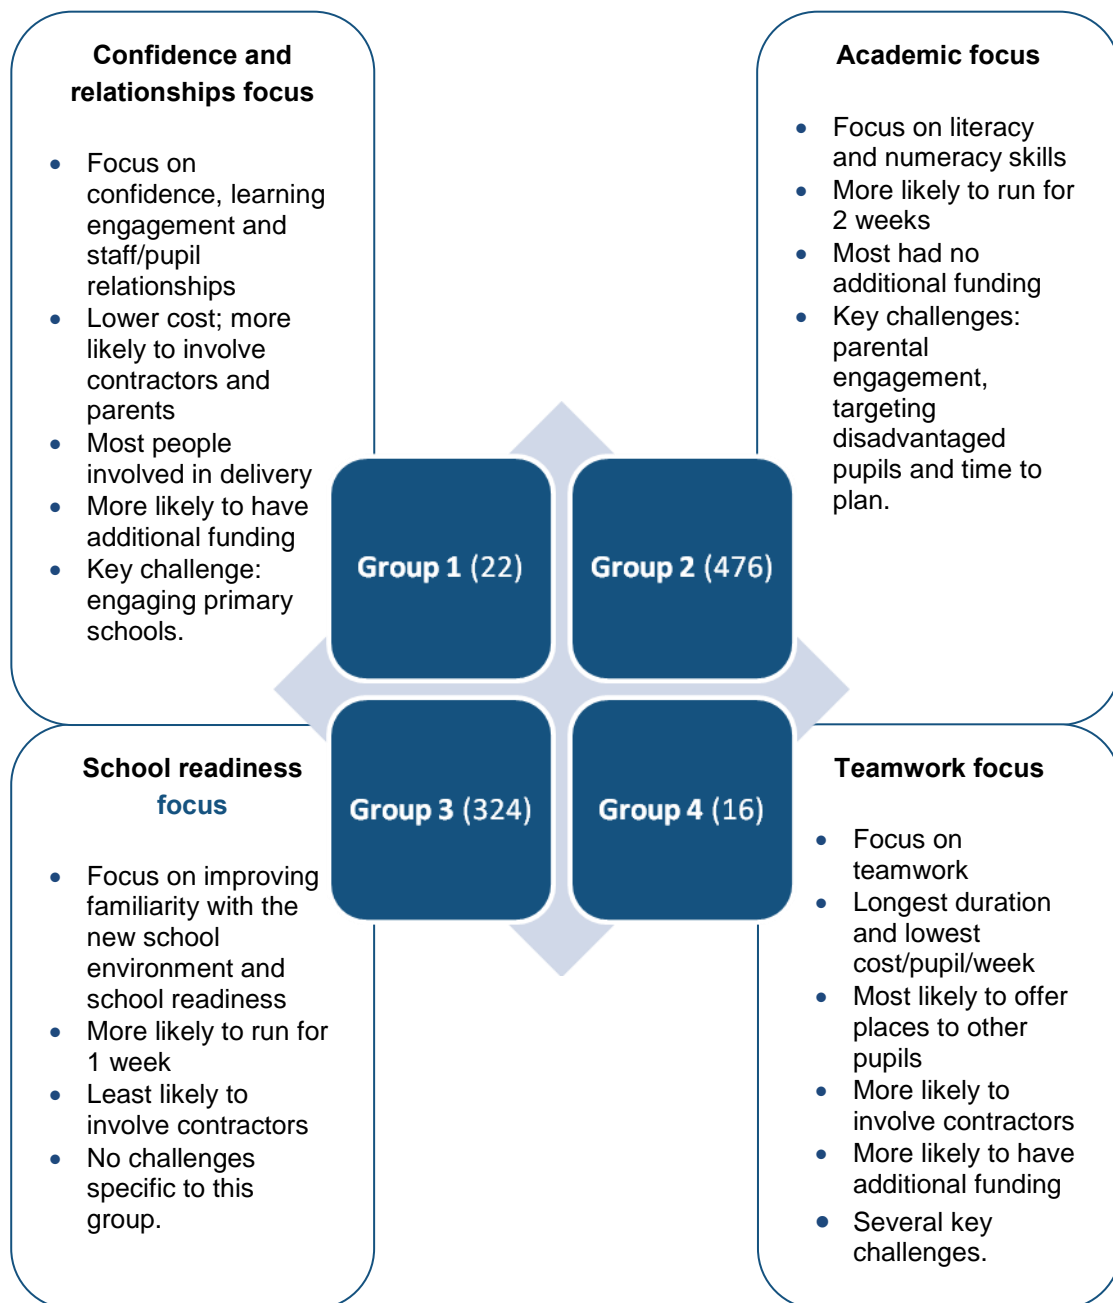 Confidence and
relationships focus
• Focus on
confidence, learning
engagement and
staff/pupil
relationships
• Lower cost; more
likely to involve
contractors and
parents
• Most people
involved in delivery
• More likely to have
additional funding
• Key challenge:
engaging primary
schools.
Academic focus
• Focus on literacy
and numeracy skills
• More likely to run for
2 weeks
• Most had no
additional funding
• Key challenges:
parental
engagement,
targeting
disadvantaged
pupils and time to
plan.
Group 1 (22)
Group 2 (476)
Group 3 (324)
Group 4 (16)
School readiness
focus
• Focus on improving
familiarity with the
new school
environment and
school readiness
• More likely to run for
1 week
• Least likely to
involve contractors
• No challenges
specific to this
group.
Teamwork focus
• Focus on
teamwork
• Longest duration
and lowest
cost/pupil/week
• Most likely to offer
places to other
pupils
• More likely to
involve contractors
• More likely to have
additional funding
• Several key
challenges.